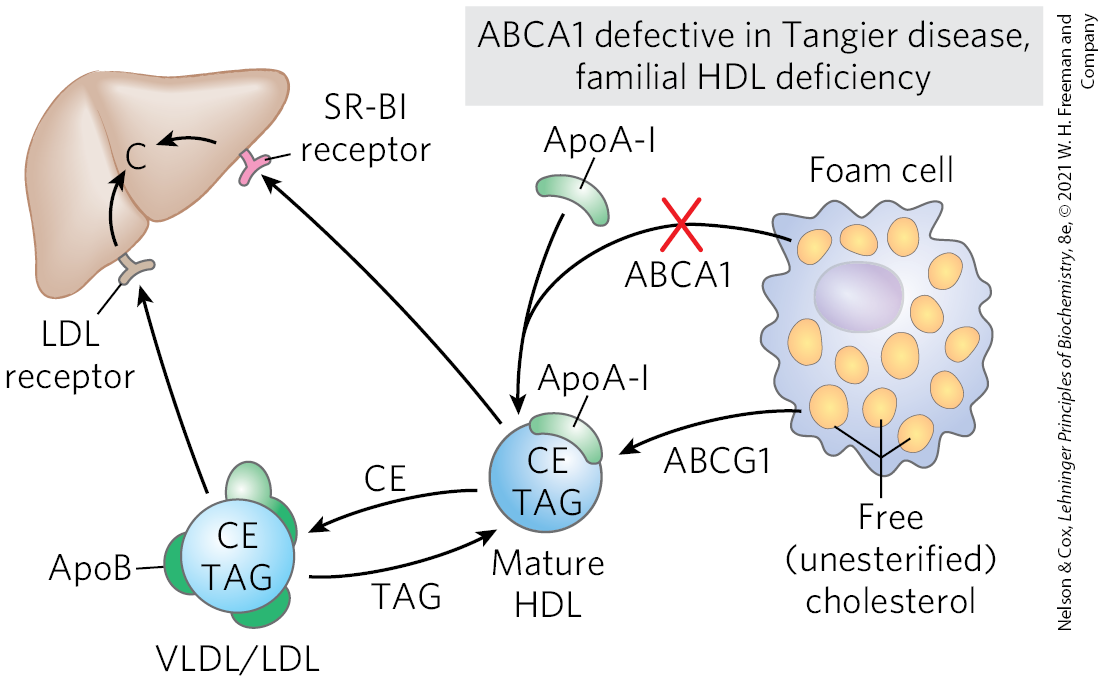 ABCA1 defective in Tangier disease,
familial HDL deficiency
SR-BI
receptor
C
ApoA-I
Foam cell
ABCA1
LDL
receptor
ApoA-I
CE
TAG
ABCG1
CE
Mature
HDL
Free
(unesterified)
cholesterol
ApoB
CE
TAG
TAG
VLDL/LDL
Nelson & Cox, Lehninger Principles of Biochemistry, 8e, © 2021 W. H. Freeman and
Company